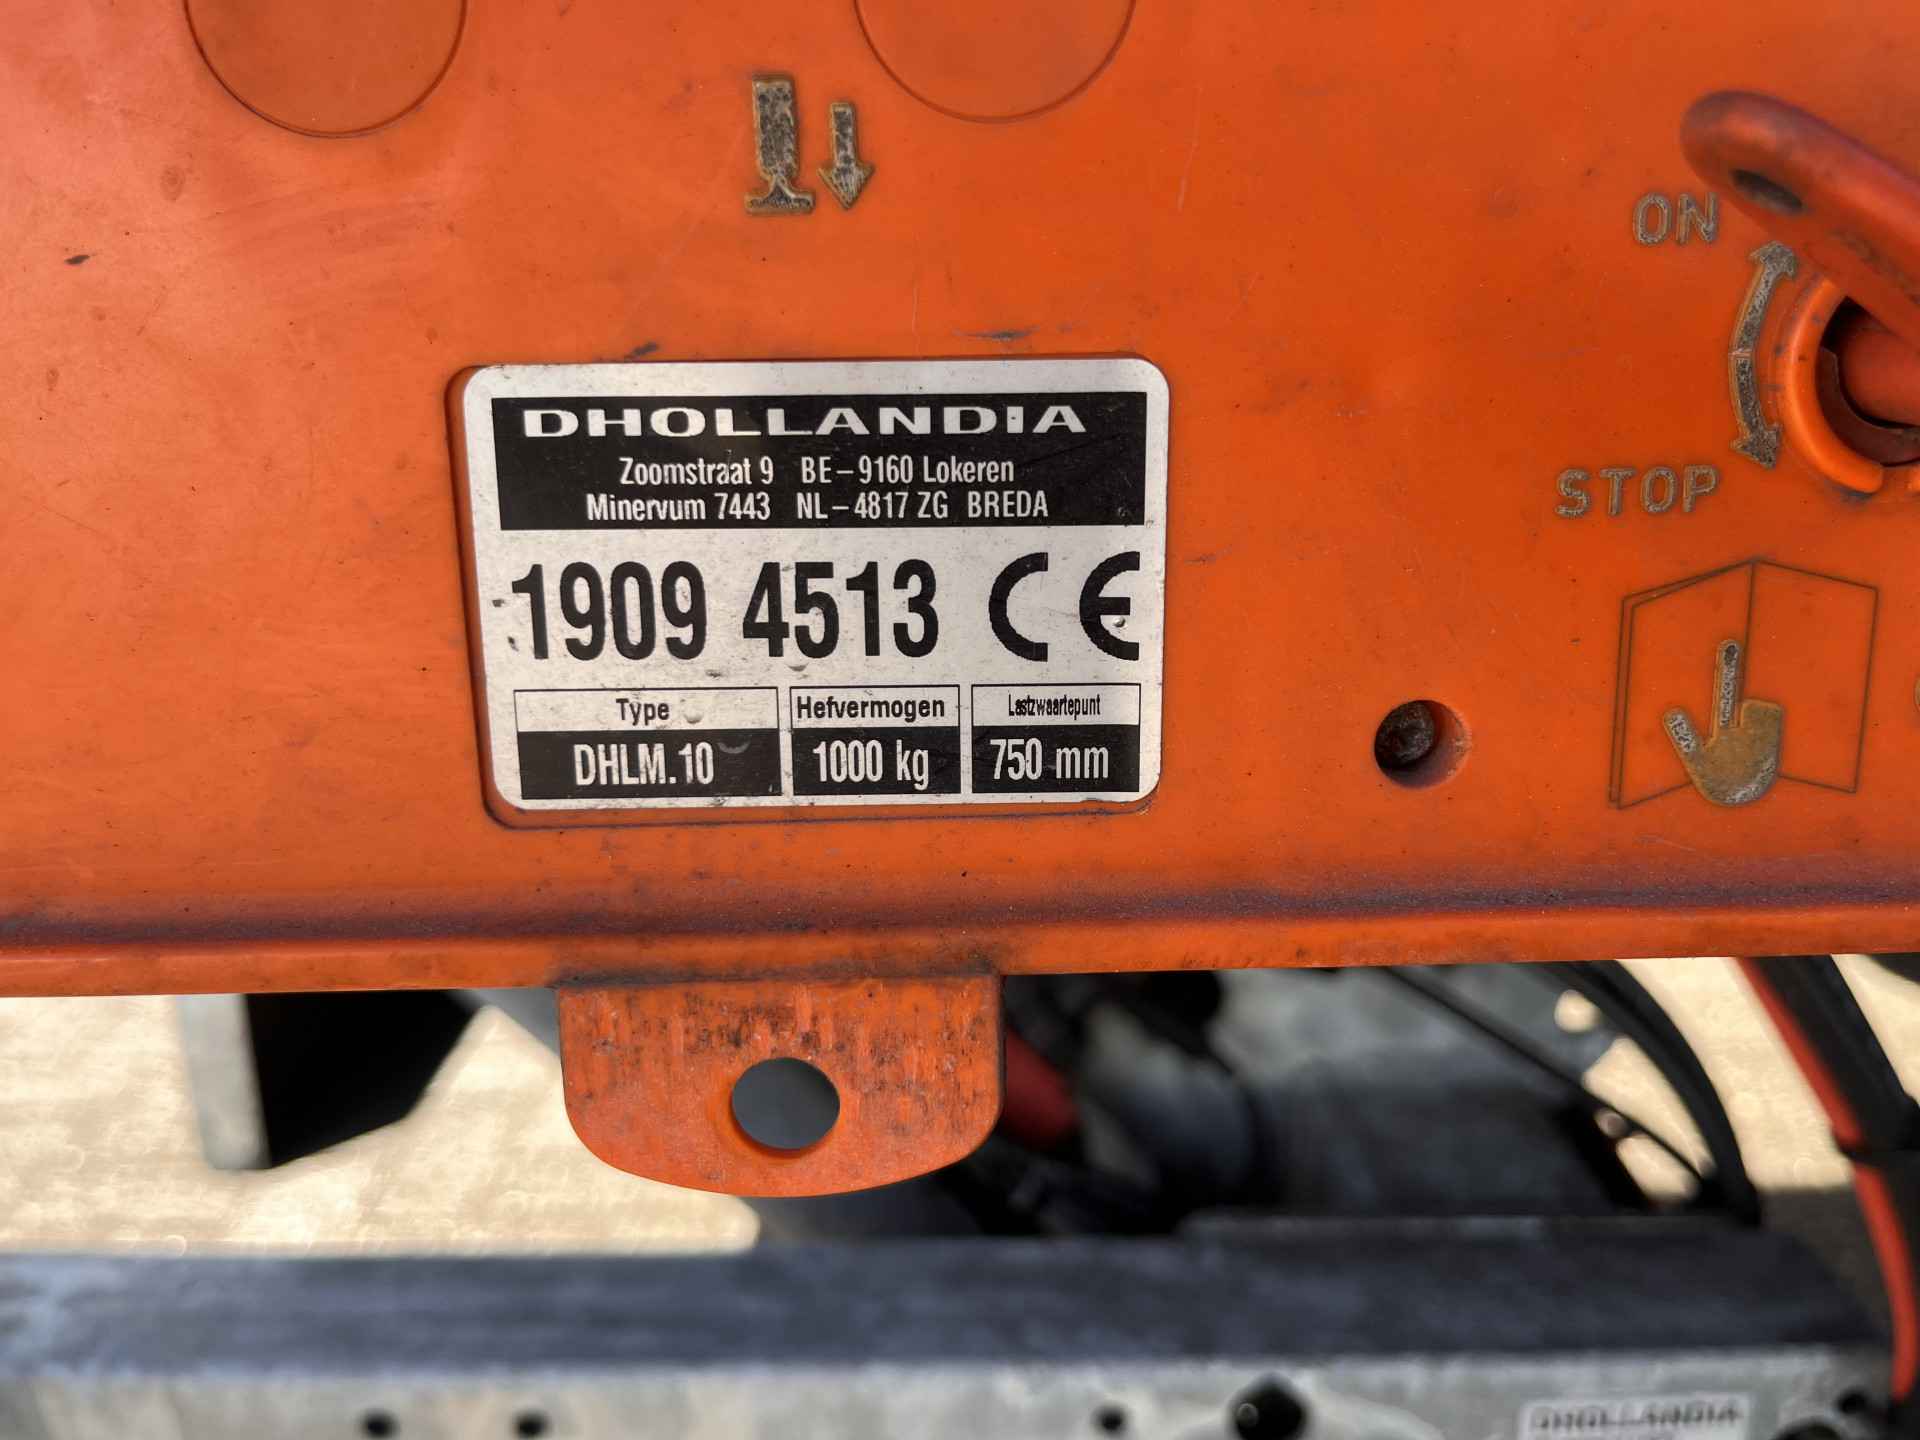 ON
STOP
DHOLLANDIA
Zoomstraat 9 BE-9160 Lokeren
Minervum 7443 NL-4817 ZG BREDA
1909 4513 CE
Type Hefvermogen Lastzwaartepunt
DHLM.10 1000 kg 750 mm
DHOLLANDIA